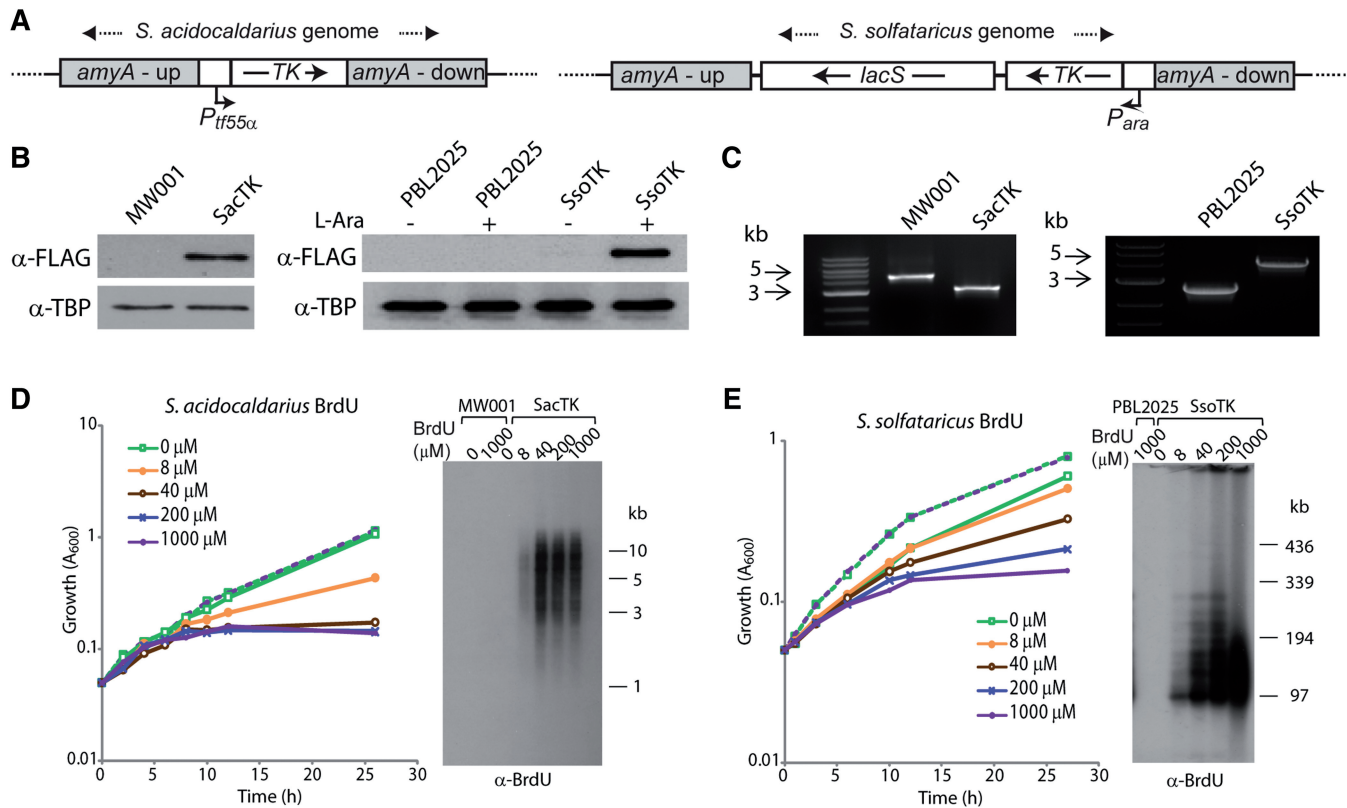 A
S. acidocaldarius genome
S. solfataricus genome
amyA - up
TK
amyA - down
amyA - up
lacS
TK
amyA - down
Ptf55α
Para
B
MW001
SacTK
PBL2025
PBL2025
SsoTK
SsoTK
L-Ara
-
+
-
+
α-FLAG
α-FLAG
α-TBP
α-TBP
C
kb
MW001
SacTK
kb
PBL2025
SsoTK
5
3
5
3
D
S. acidocaldarius BrdU
0 μM
8 μM
40 μM
200 μM
1000 μM
Growth (A600)
10
1
0.1
0.01
0
5
10
15
20
25
30
Time (h)
MW001
SacTK
BrdU
(μM)
0
1000
0
8
40
200
1000
kb
10
5
3
1
α-BrdU
E
S. solfataricus BrdU
0 μM
8 μM
40 μM
200 μM
1000 μM
Growth (A600)
1
0.1
0.01
0
5
10
15
20
25
30
Time (h)
PBL2025
SsoTK
BrdU
(μM)
1000
0
8
40
200
1000
kb
436
339
194
97
α-BrdU